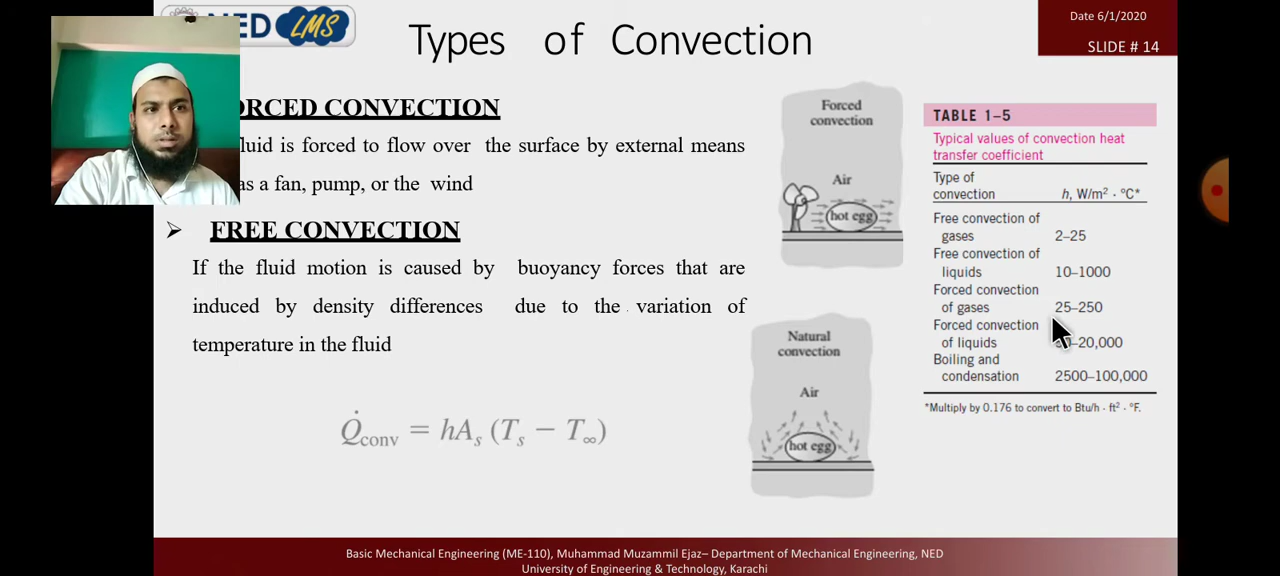 NED LMS
Types of Convection
Date 6/1/2020
SLIDE # 14
ORCED CONVECTION
fluid is forced to flow over the surface by external means
as a fan, pump, or the wind
➤ FREE CONVECTION
If the fluid motion is caused by buoyancy forces that are
induced by density differences due to the variation of
temperature in the fluid
Q̇conv = hAs (Ts − T∞)
Forced
convection
Air
hot egg
Natural
convection
Air
hot egg
TABLE 1–5
Typical values of convection heat
transfer coefficient
Type of
convection h, W/m² · °C*
Free convection of
gases 2–25
Free convection of
liquids 10–1000
Forced convection
of gases 25–250
Forced convection
of liquids –20,000
Boiling and
condensation 2500–100,000
*Multiply by 0.176 to convert to Btu/h · ft² · °F.
Basic Mechanical Engineering (ME-110), Muhammad Muzammil Ejaz– Department of Mechanical Engineering, NED
University of Engineering & Technology, Karachi